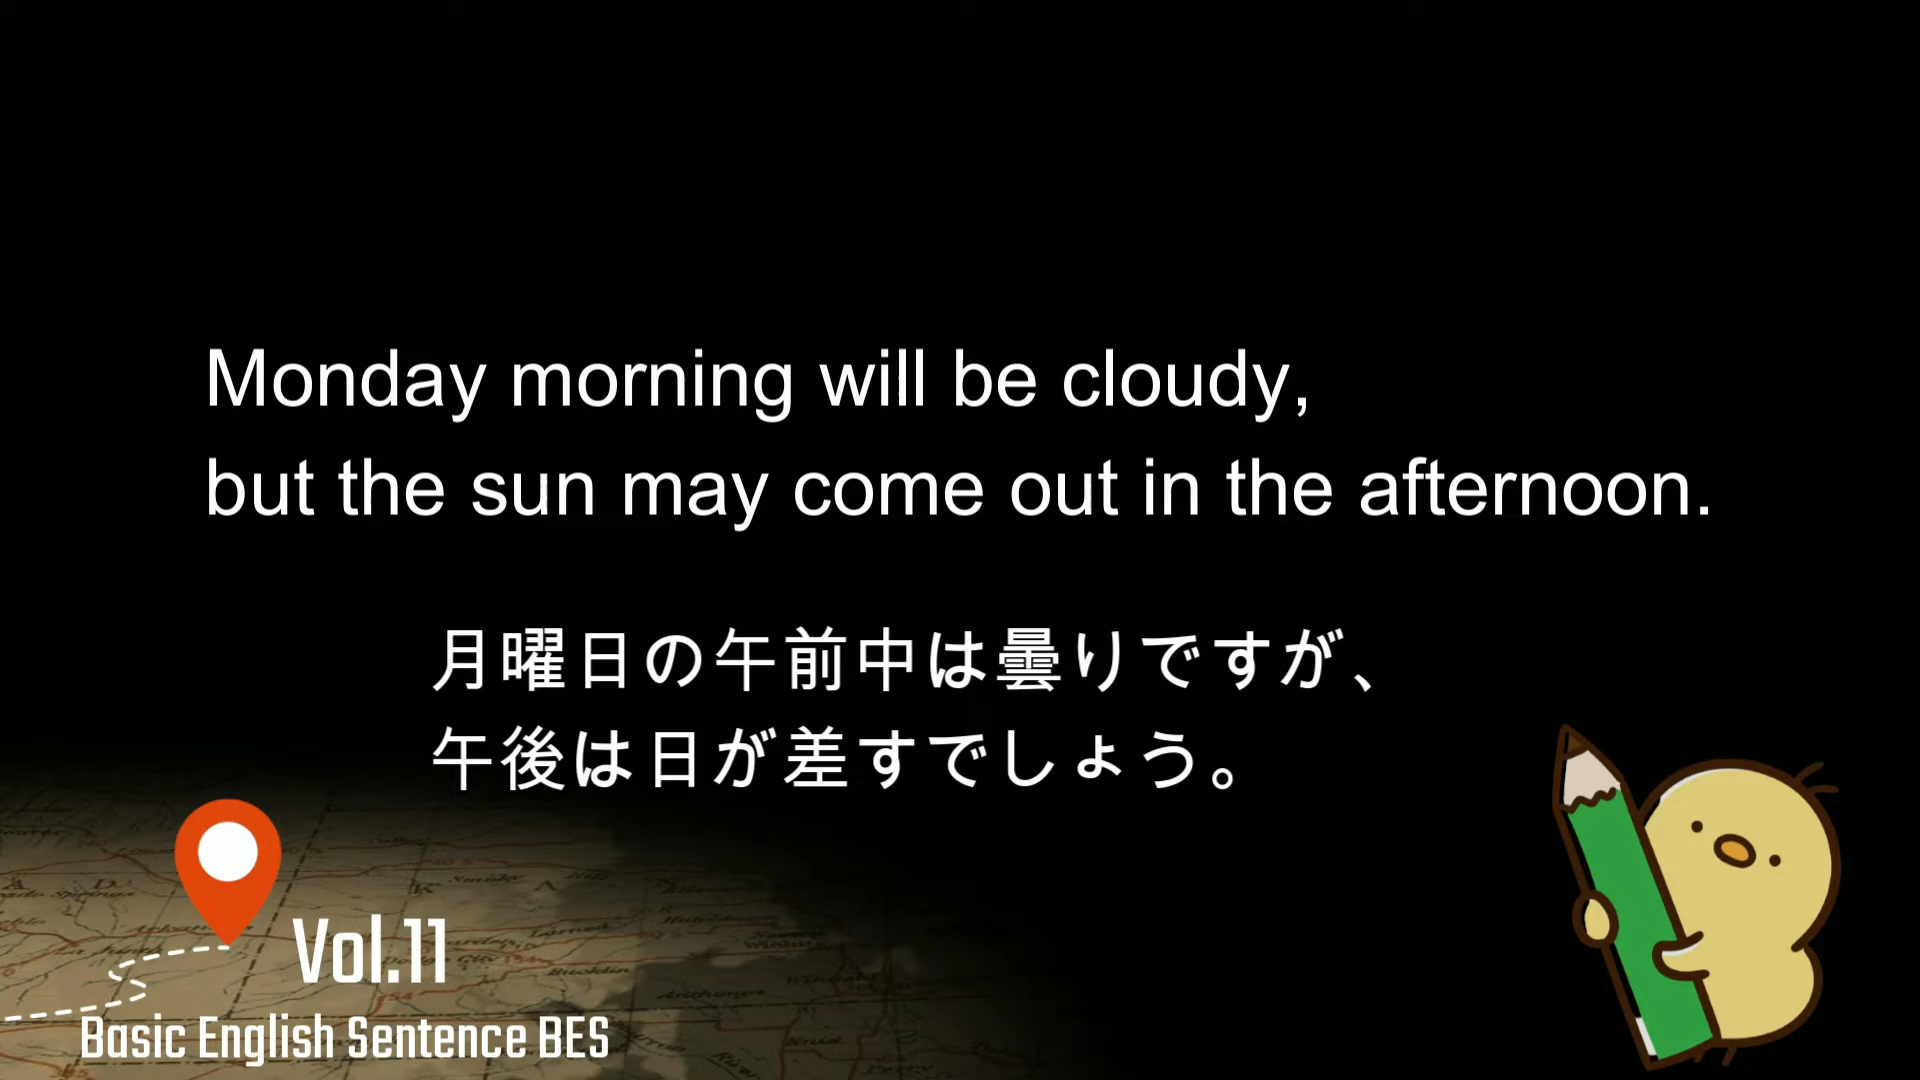 Monday morning will be cloudy,
but the sun may come out in the afternoon.
月曜日の午前中は曇りですが、
午後は日が差すでしょう。
Vol.11
Basic English Sentence BES